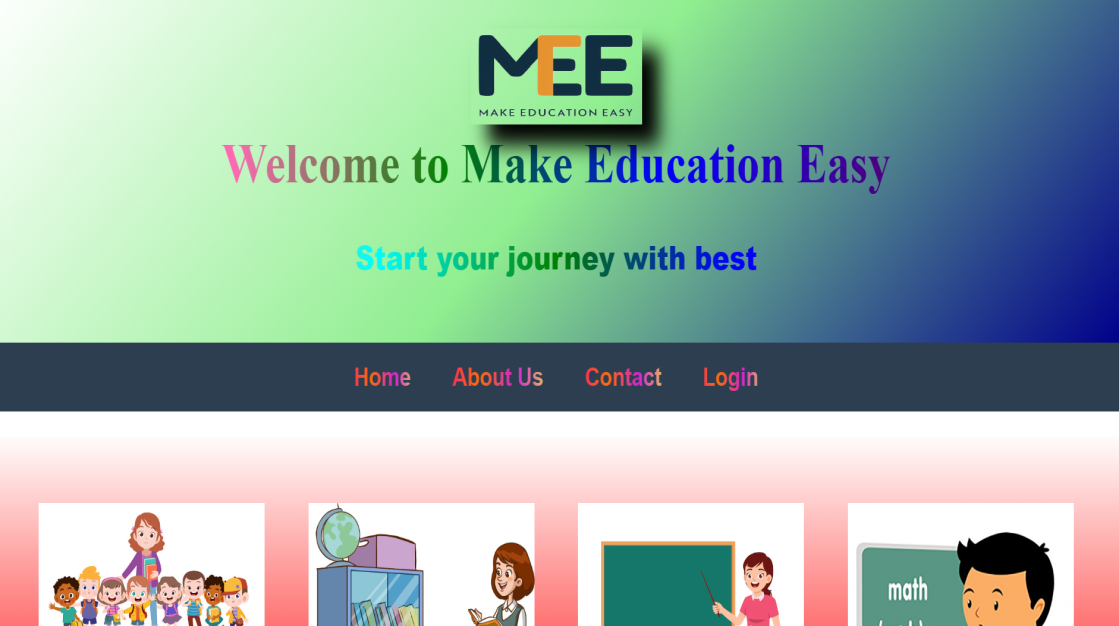 MEE
MAKE EDUCATION EASY
Welcome to Make Education Easy
Start your journey with best
Home About Us Contact Login
math